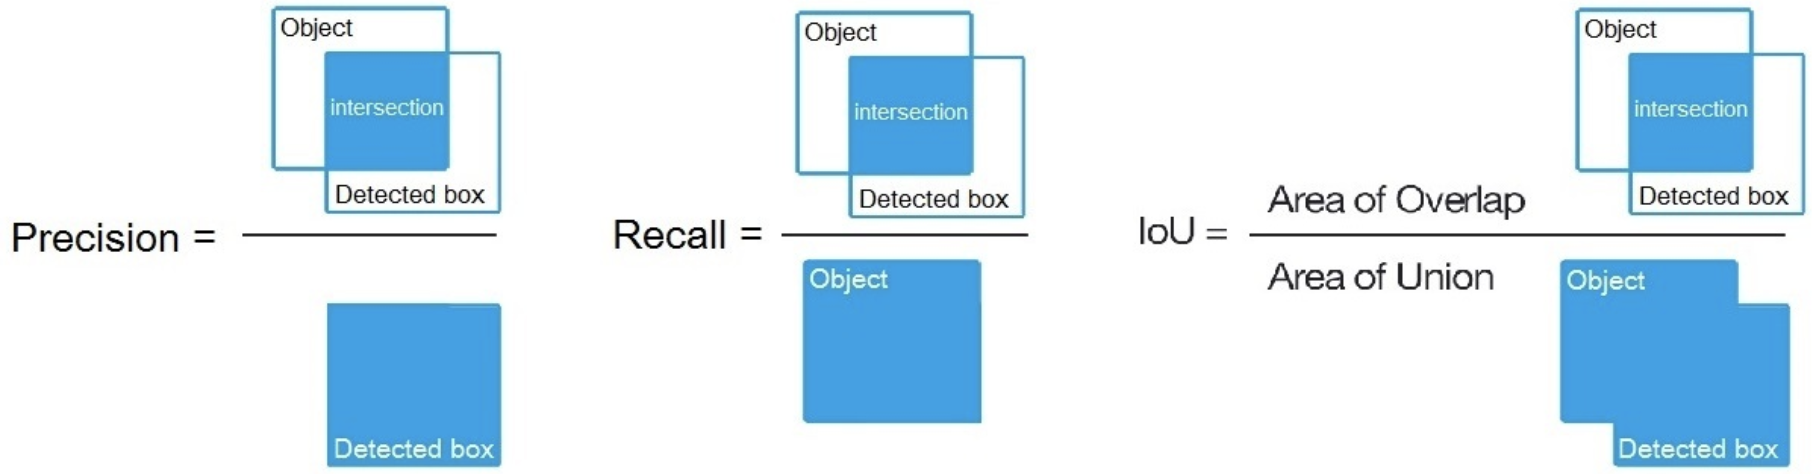 Object
intersection
Detected box
Precision =
Detected box
Object
intersection
Detected box
Recall =
Object
Object
intersection
Detected box
Area of Overlap
IoU =
Area of Union
Object
Detected box